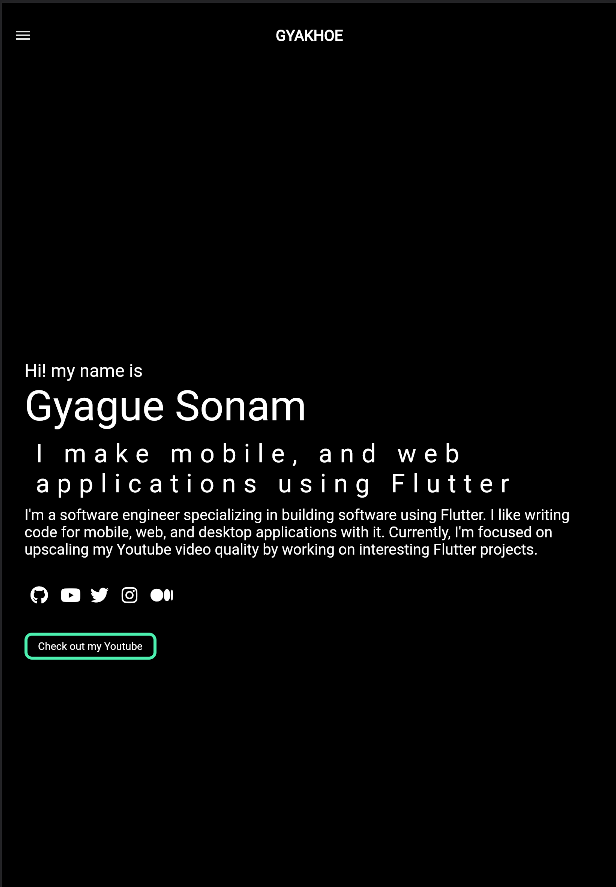 GYAKHOE
Hi! my name is
Gyague Sonam
I make mobile, and web
applications using Flutter
I'm a software engineer specializing in building software using Flutter. I like writing
code for mobile, web, and desktop applications with it. Currently, I'm focused on
upscaling my Youtube video quality by working on interesting Flutter projects.
Check out my Youtube